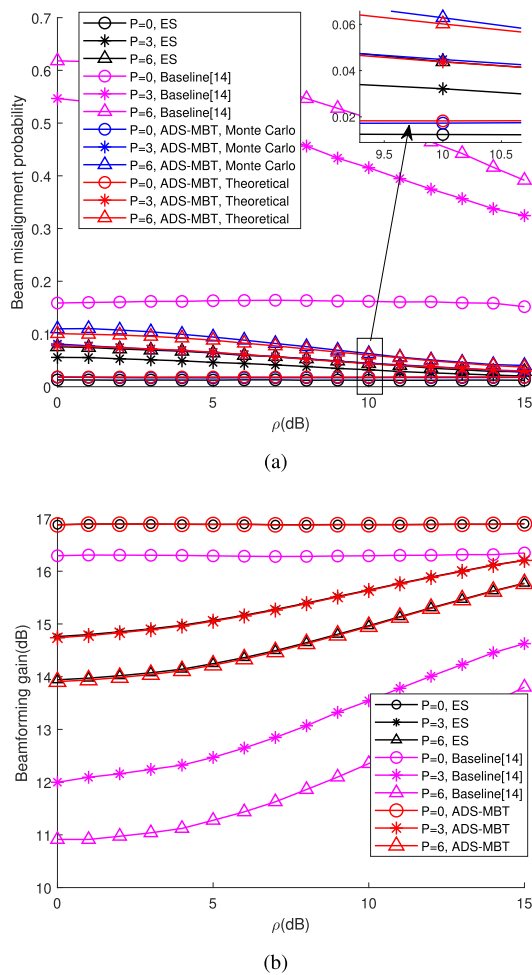 (a)
Beam misalignment probability
0.7
0.6
0.5
0.4
0.3
0.2
0.1
0
P=0, ES
P=3, ES
P=6, ES
P=0, Baseline[14]
P=3, Baseline[14]
P=6, Baseline[14]
P=0, ADS-MBT, Monte Carlo
P=3, ADS-MBT, Monte Carlo
P=6, ADS-MBT, Monte Carlo
P=0, ADS-MBT, Theoretical
P=3, ADS-MBT, Theoretical
P=6, ADS-MBT, Theoretical
0.06
0.04
0.02
9.5 10 10.5
0 5 10 15
ρ(dB)
Beamforming gain(dB)
17
16
15
14
13
12
11
10
P=0, ES
P=3, ES
P=6, ES
P=0, Baseline[14]
P=3, Baseline[14]
P=6, Baseline[14]
P=0, ADS-MBT
P=3, ADS-MBT
P=6, ADS-MBT
0 5 10 15
ρ(dB)
(b)